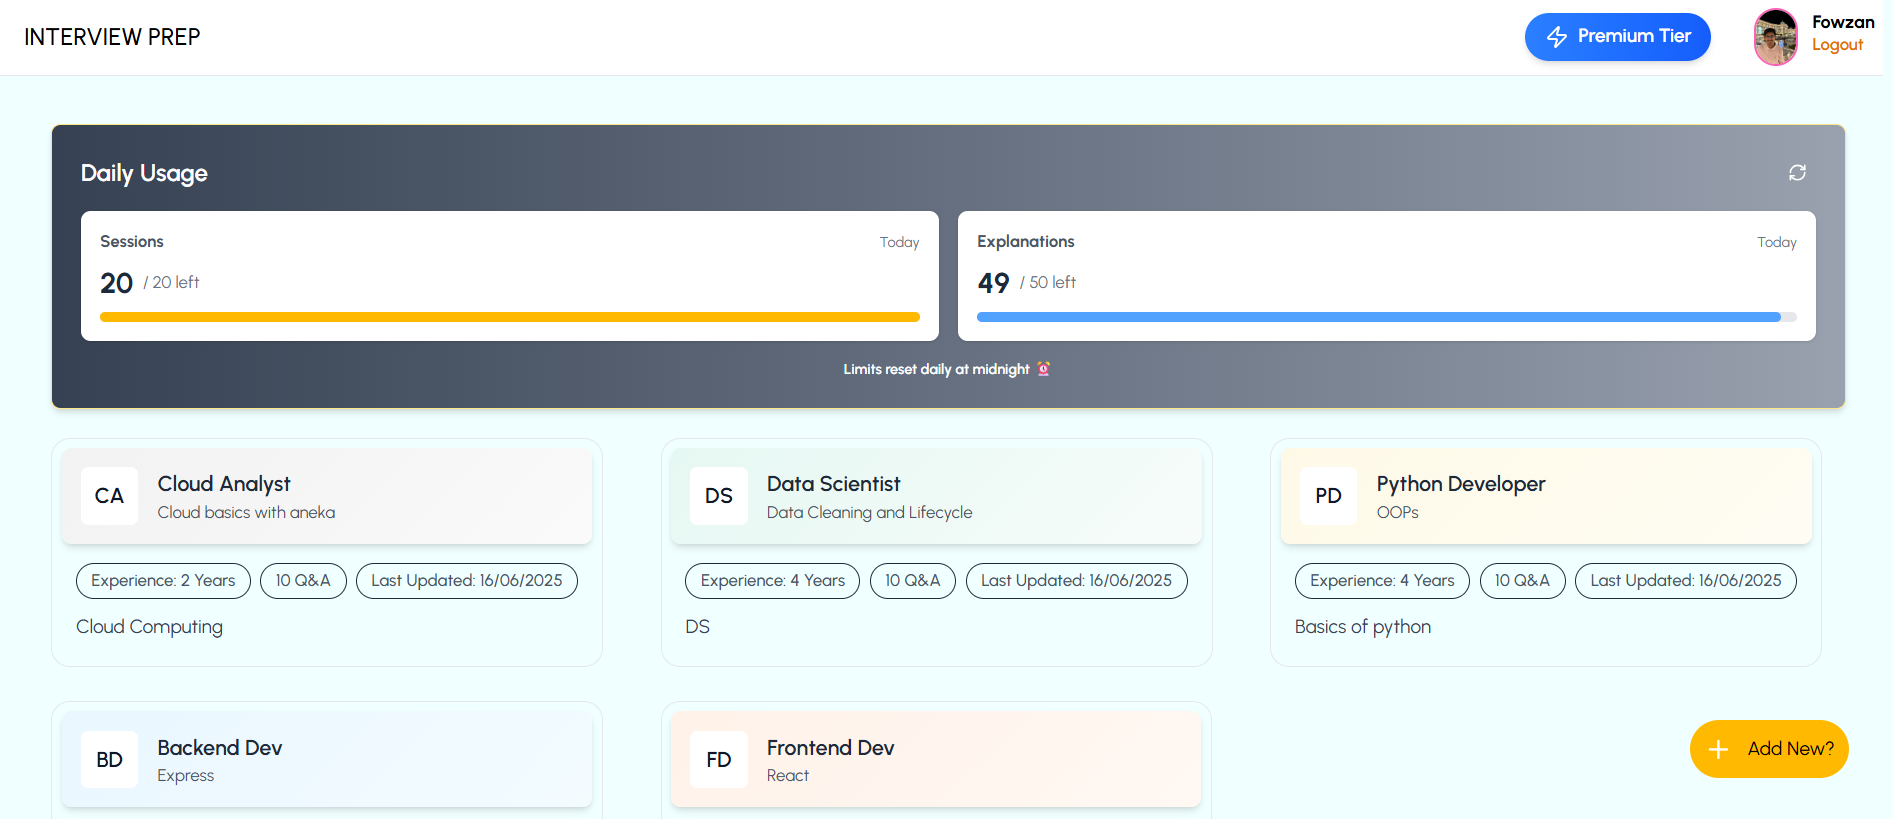 INTERVIEW PREP
Premium Tier
Fowzan
Logout
Daily Usage
Sessions
Today
20 / 20 left
Explanations
Today
49 / 50 left
Limits reset daily at midnight ⏰
CA
Cloud Analyst
Cloud basics with aneka
Experience: 2 Years
10 Q&A
Last Updated: 16/06/2025
Cloud Computing
DS
Data Scientist
Data Cleaning and Lifecycle
Experience: 4 Years
10 Q&A
Last Updated: 16/06/2025
DS
PD
Python Developer
OOPs
Experience: 4 Years
10 Q&A
Last Updated: 16/06/2025
Basics of python
BD
Backend Dev
Express
FD
Frontend Dev
React
Add New?